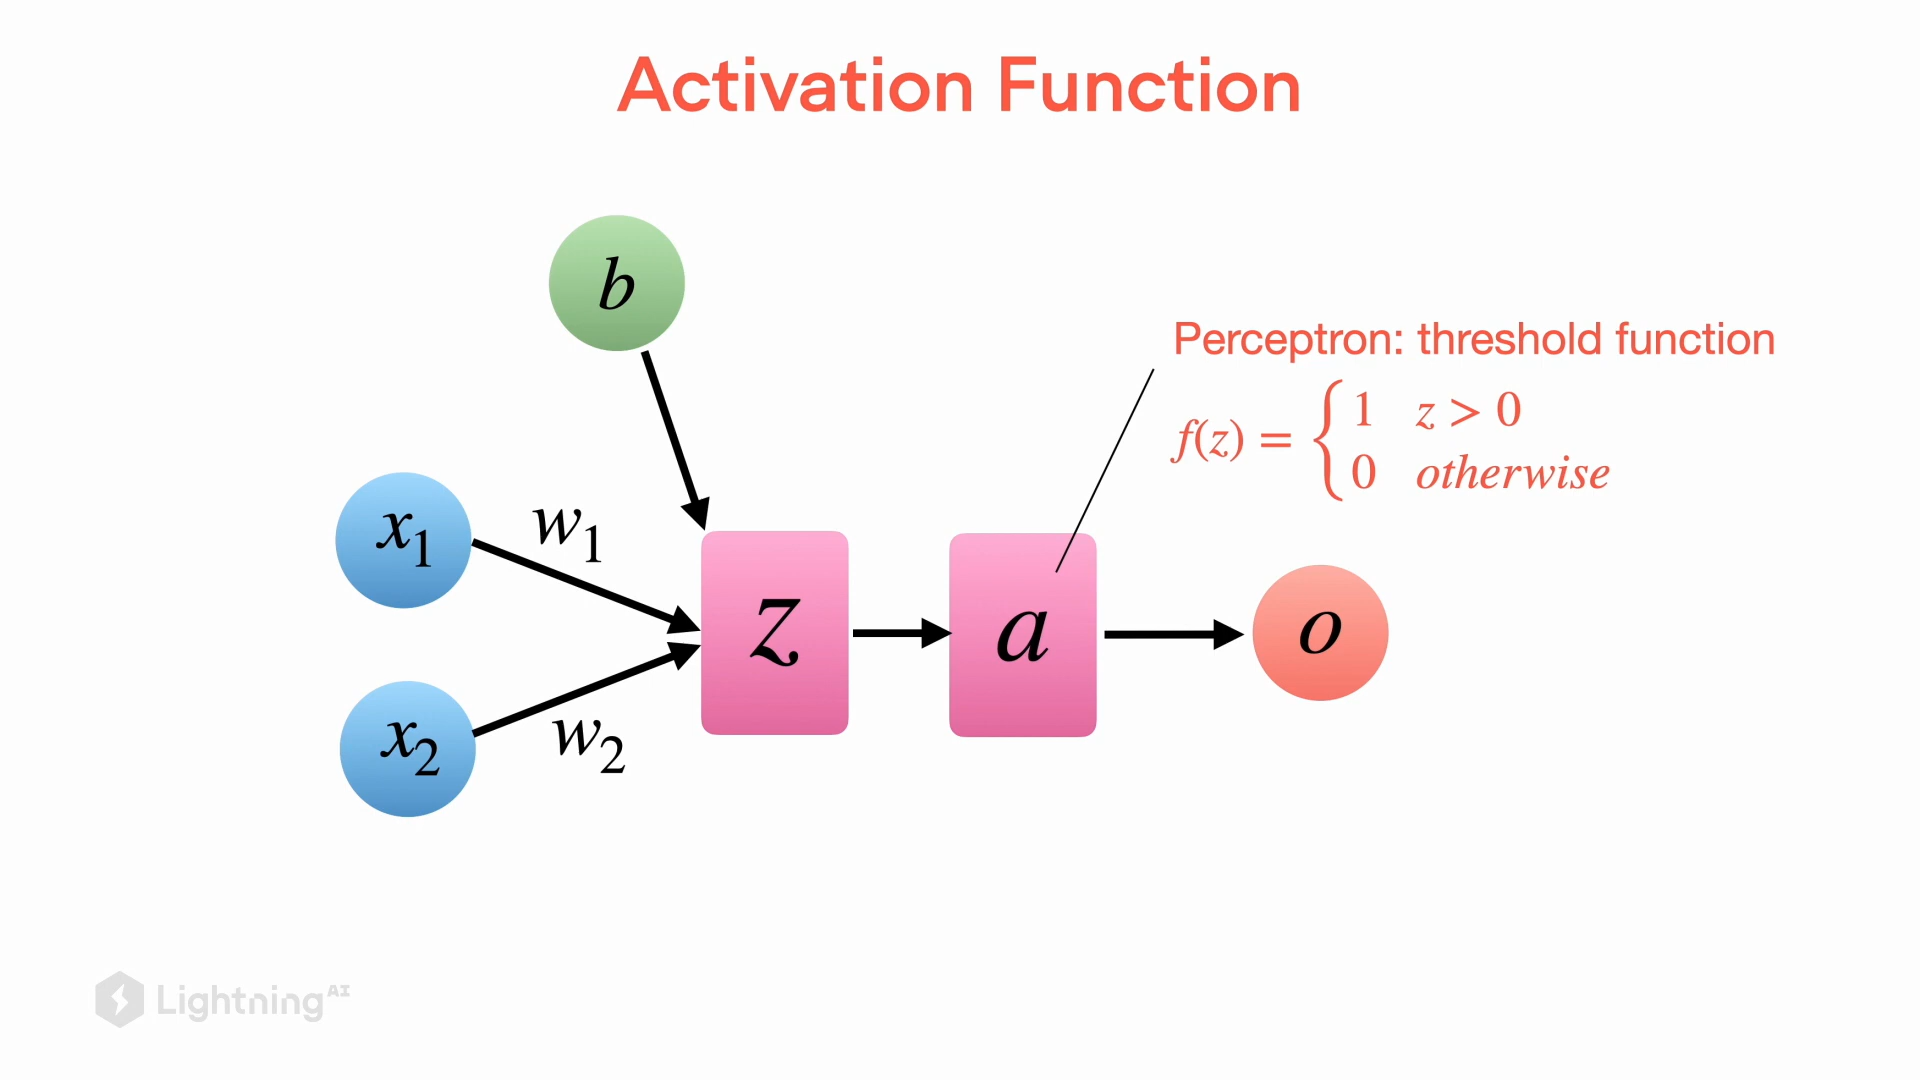 Activation Function
b
Perceptron: threshold function
f(z) = { 1 z > 0
0 otherwise
x₁
w₁
z
a
o
x₂
w₂
Lightning AI